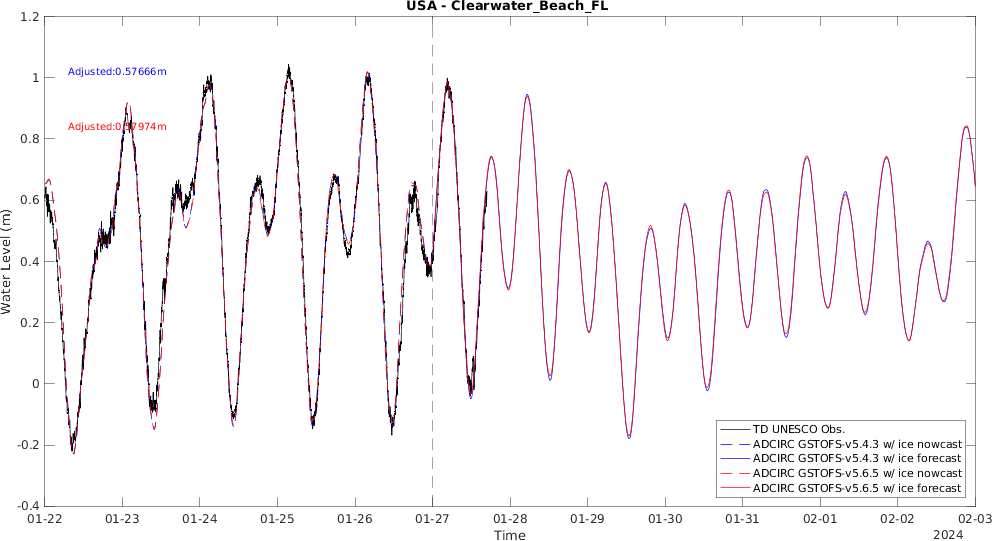 USA - Clearwater_Beach_FL
1.2
1
0.8
0.6
0.4
0.2
0
-0.2
-0.4
Water Level (m)
Adjusted:0.57666m
Adjusted:0.57974m
TD UNESCO Obs.
ADCIRC GSTOFS-v5.4.3 w/ ice nowcast
ADCIRC GSTOFS-v5.4.3 w/ ice forecast
ADCIRC GSTOFS-v5.6.5 w/ ice nowcast
ADCIRC GSTOFS-v5.6.5 w/ ice forecast
01-22 01-23 01-24 01-25 01-26 01-27 01-28 01-29 01-30 01-31 02-01 02-02 02-03
Time
2024